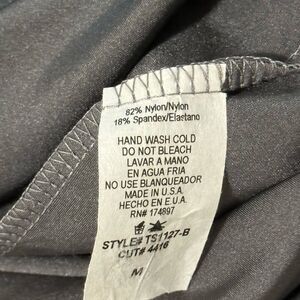 82% Nylon/Nylon
18% Spandex/Elastano
HAND WASH COLD
DO NOT BLEACH
LAVAR A MANO
EN AGUA FRIA
NO USE BLANQUEADOR
MADE IN U.S.A.
HECHO EN E.U.A.
RN# 174897
STYLE# TS1127-B
CUT# 4416
M